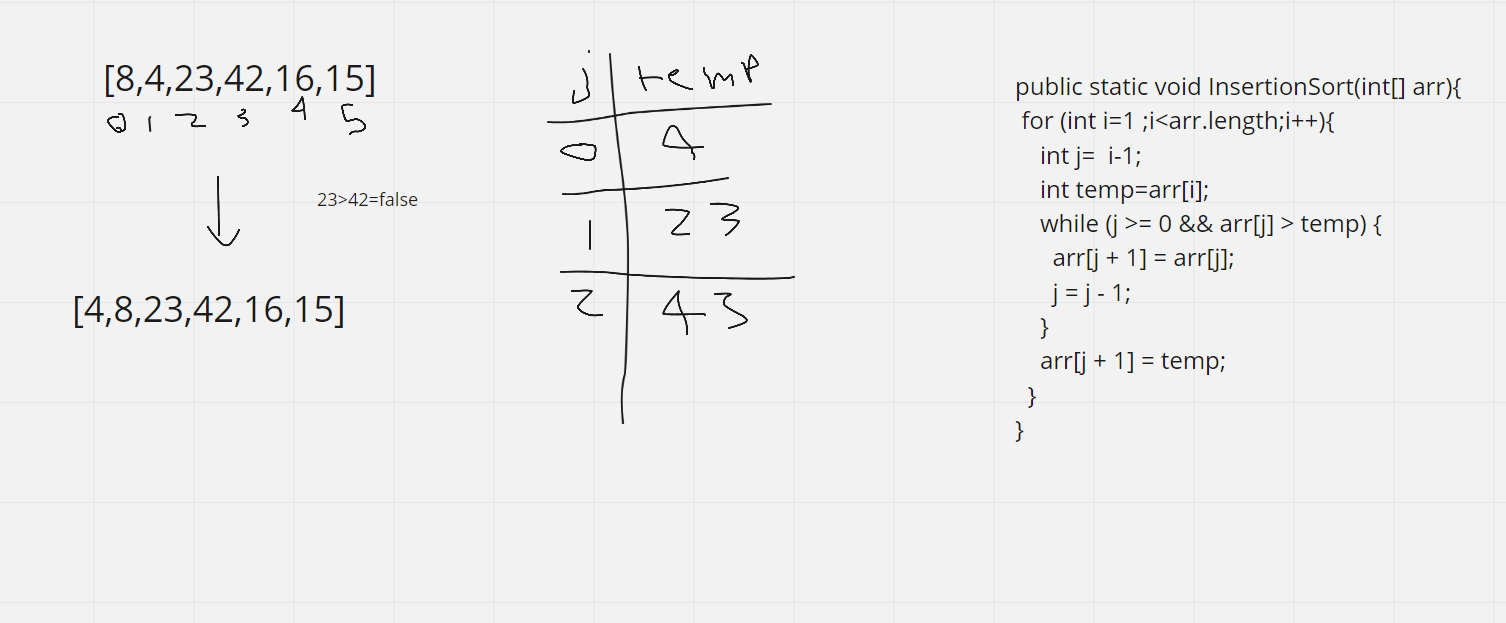 [8,4,23,42,16,15]
0 1 2 3 4 5
23>42=false
[4,8,23,42,16,15]
j temp
0 4
1 23
2 43
public static void InsertionSort(int[] arr){
for (int i=1 ;i<arr.length;i++){
int j= i-1;
int temp=arr[i];
while (j >= 0 && arr[j] > temp) {
arr[j + 1] = arr[j];
j = j - 1;
}
arr[j + 1] = temp;
}
}